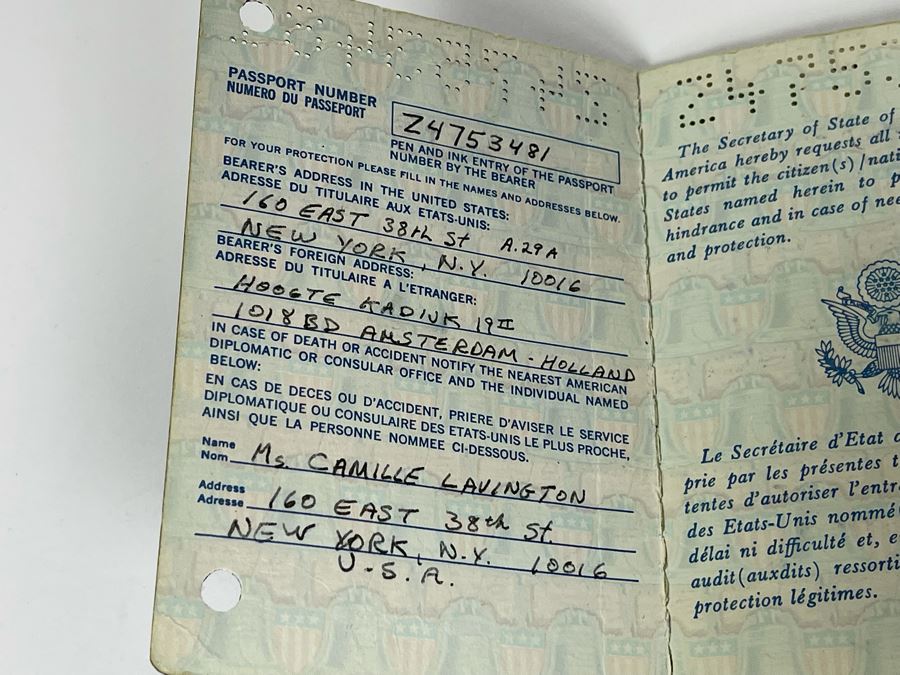 PASSPORT NUMBER
NUMERO DU PASSEPORT
Z4753481
PEN AND INK ENTRY OF THE PASSPORT
NUMBER BY THE BEARER
FOR YOUR PROTECTION PLEASE FILL IN THE NAMES AND ADDRESSES BELOW.
BEARER'S ADDRESS IN THE UNITED STATES:
ADRESSE DU TITULAIRE AUX ETATS-UNIS:
160 EAST 38th St A.29A
NEW YORK, N.Y. 10016
BEARER'S FOREIGN ADDRESS:
ADRESSE DU TITULAIRE A L'ETRANGER:
HOOGTE KADIJK 19 II
1018 BD AMSTERDAM - HOLLAND
IN CASE OF DEATH OR ACCIDENT NOTIFY THE NEAREST AMERICAN
DIPLOMATIC OR CONSULAR OFFICE AND THE INDIVIDUAL NAMED
BELOW:
EN CAS DE DECES OU D'ACCIDENT, PRIERE D'AVISER LE SERVICE
DIPLOMATIQUE OU CONSULAIRE DES ETATS-UNIS LE PLUS PROCHE,
AINSI QUE LA PERSONNE NOMMEE CI-DESSOUS.
Name
Nom Ms. CAMILLE LAVINGTON
Address
Adresse 160 EAST 38th St.
NEW YORK, N.Y. 10016
U.S.A.
Z475
The Secretary of State of
America hereby requests all
to permit the citizen(s)/nati
States named herein to p
hindrance and in case of nee
and protection.
Le Secrétaire d'Etat
prie par les présentes t
tentes d'autoriser l'entr
des Etats-Unis nommé(
délai ni difficulté et, e
audit(auxdits) ressorti
protection légitimes.